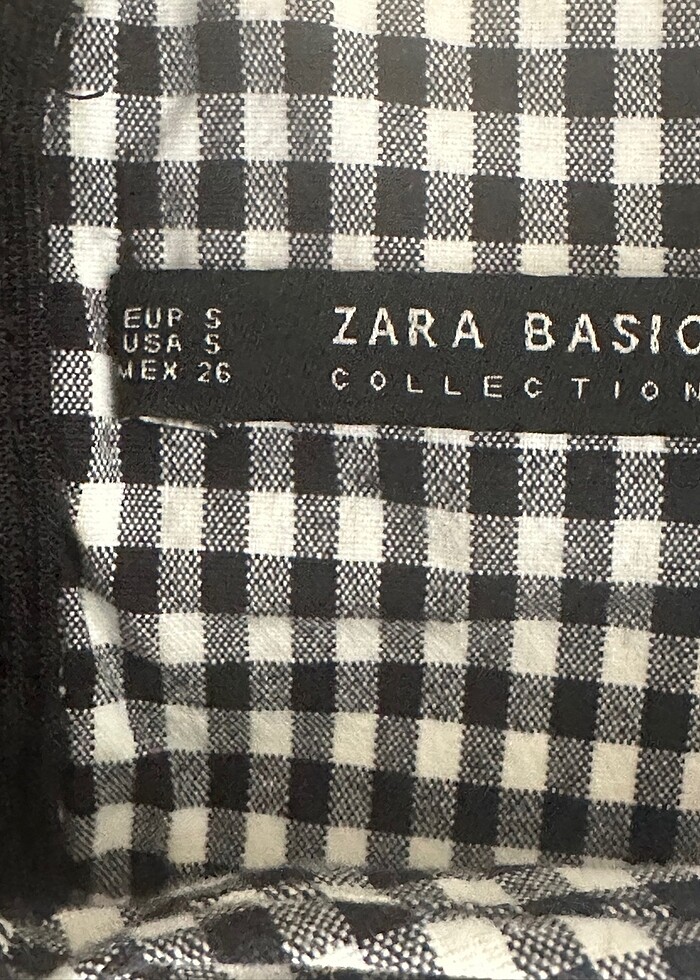 EUR S
USA S
MEX 26
ZARA BASIC
COLLECTION